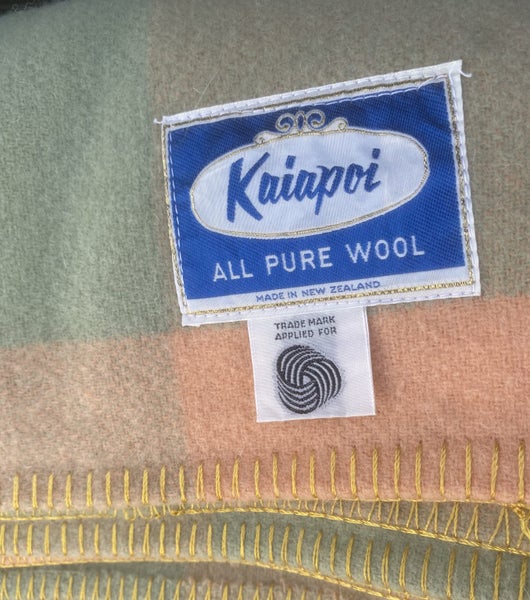 Kaiapoi
ALL PURE WOOL
MADE IN NEW ZEALAND
TRADE MARK
APPLIED FOR